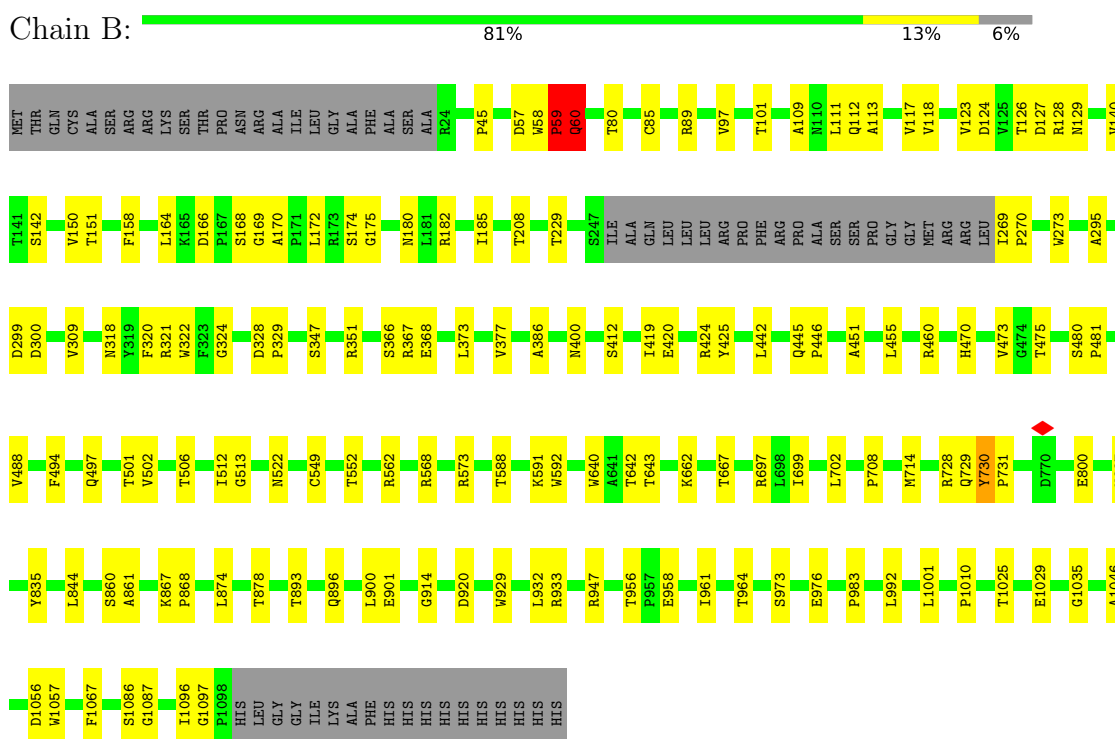 Chain B:
81% 13% 6%
MET THR GLN CYS ALA SER ARG ARG LYS SER THR PRO ASN ARG ALA ILE LEU GLY ALA PHE ALA SER ALA R24 P45 D57 W58 P59 Q60 T80 C85 R89 V97 T101 A109 N110 L111 Q112 A113 V117 V118 V123 D124 V125 T126 D127 R128 N129 V140
T141 S142 V150 T151 F158 L164 K165 D166 P167 S168 G169 A170 P171 L172 R173 S174 G175 N180 L181 R182 I185 T208 T229 S247 ILE ALA GLN LEU LEU LEU ARG PRO PHE ARG PRO ALA SER SER PRO GLY GLY MET ARG ARG LEU I269 P270 W273 A295
D299 D300 V309 N318 Y319 F320 R321 W322 F323 G324 D328 P329 S347 R351 S366 R367 E368 L373 V377 A386 N400 S412 I419 E420 R424 Y425 L442 Q445 P446 A451 L455 R460 H470 V473 G474 T475 S480 P481
V488 F494 Q497 T501 V502 T506 I512 G513 N522 C549 T552 R562 R568 R573 T588 K591 W592 W640 A641 T642 T643 K662 T667 R697 L698 I699 L702 P708 M714 R728 Q729 Y730 P731 D770 E800
Y835 L844 S860 A861 K867 P868 L874 T878 T893 Q896 L900 E901 G914 D920 W929 L932 R933 R947 T956 P957 E958 I961 T964 S973 E976 P983 L992 L1001 P1010 T1025 E1029 G1035 A1046
D1056 W1057 F1067 S1086 G1087 I1096 G1097 P1098 HIS LEU GLY GLY ILE LYS ALA PHE HIS HIS HIS HIS HIS HIS HIS HIS HIS HIS